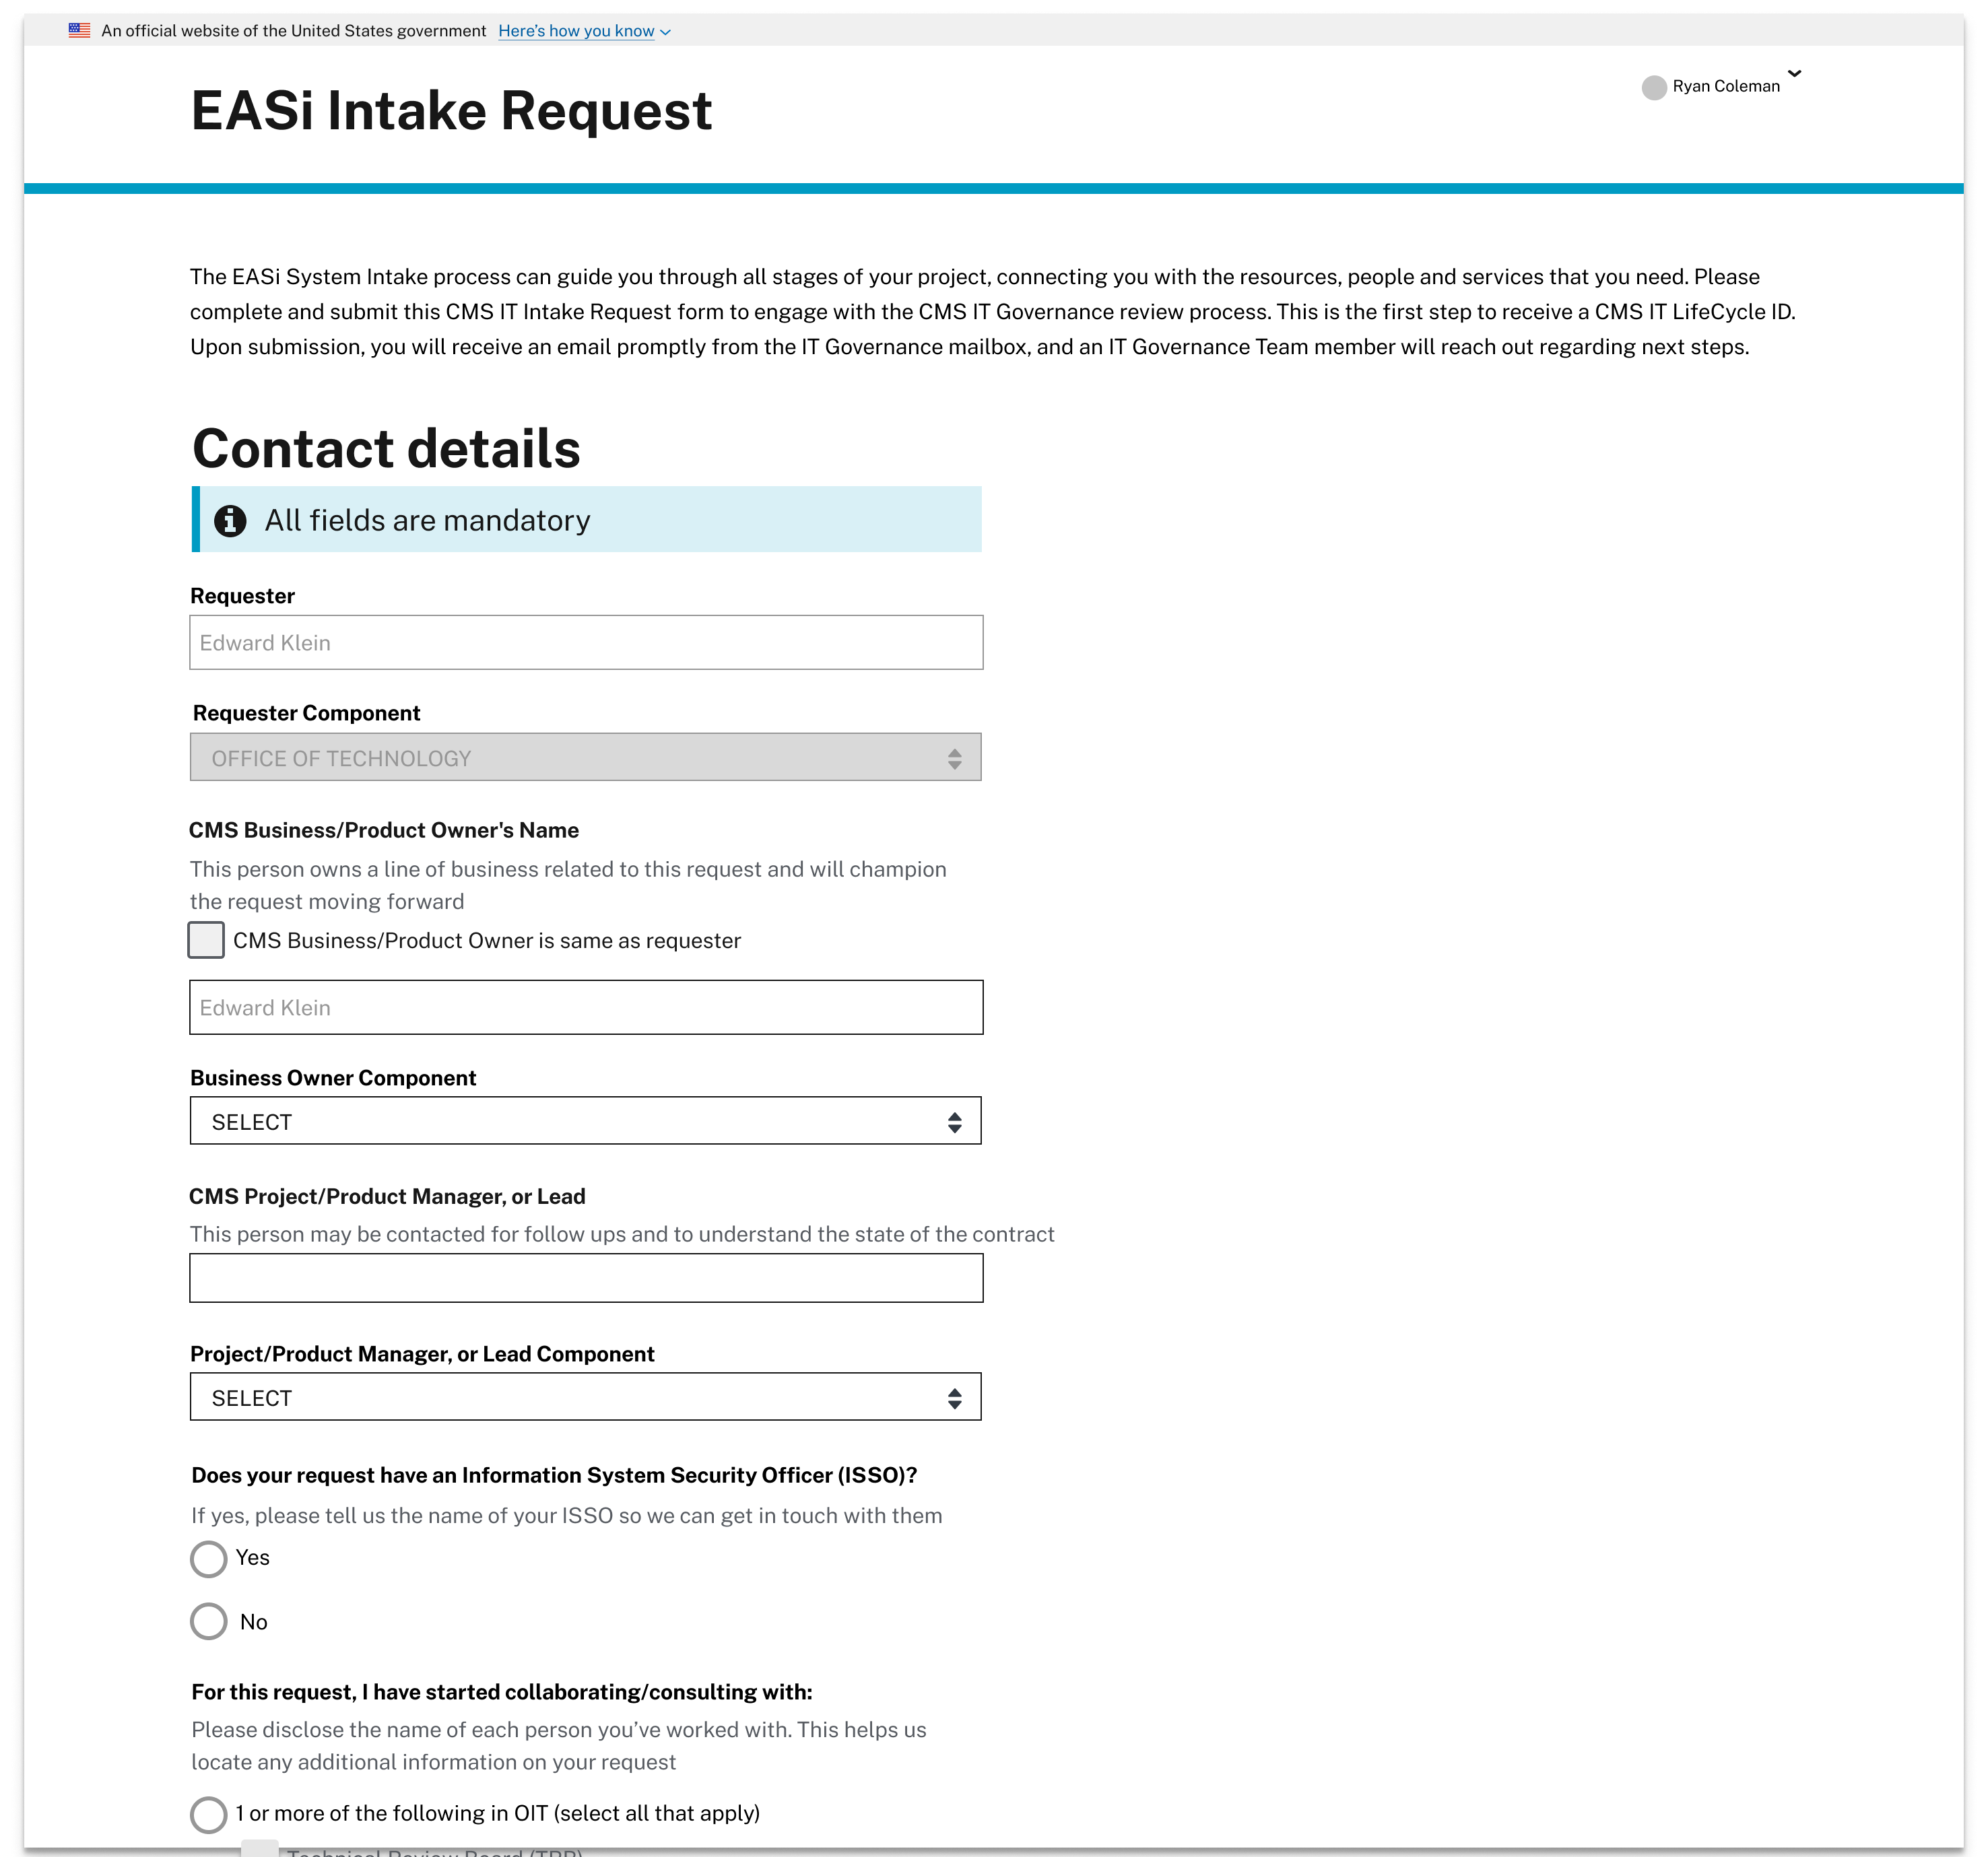 An official website of the United States government Here's how you know
EASi Intake Request
Ryan Coleman
The EASi System Intake process can guide you through all stages of your project, connecting you with the resources, people and services that you need. Please
complete and submit this CMS IT Intake Request form to engage with the CMS IT Governance review process. This is the first step to receive a CMS IT LifeCycle ID.
Upon submission, you will receive an email promptly from the IT Governance mailbox, and an IT Governance Team member will reach out regarding next steps.
Contact details
All fields are mandatory
Requester
Edward Klein
Requester Component
OFFICE OF TECHNOLOGY
CMS Business/Product Owner's Name
This person owns a line of business related to this request and will champion
the request moving forward
CMS Business/Product Owner is same as requester
Edward Klein
Business Owner Component
SELECT
CMS Project/Product Manager, or Lead
This person may be contacted for follow ups and to understand the state of the contract
Project/Product Manager, or Lead Component
SELECT
Does your request have an Information System Security Officer (ISSO)?
If yes, please tell us the name of your ISSO so we can get in touch with them
Yes
No
For this request, I have started collaborating/consulting with:
Please disclose the name of each person you’ve worked with. This helps us
locate any additional information on your request
1 or more of the following in OIT (select all that apply)
Technical Review Board (TRB)